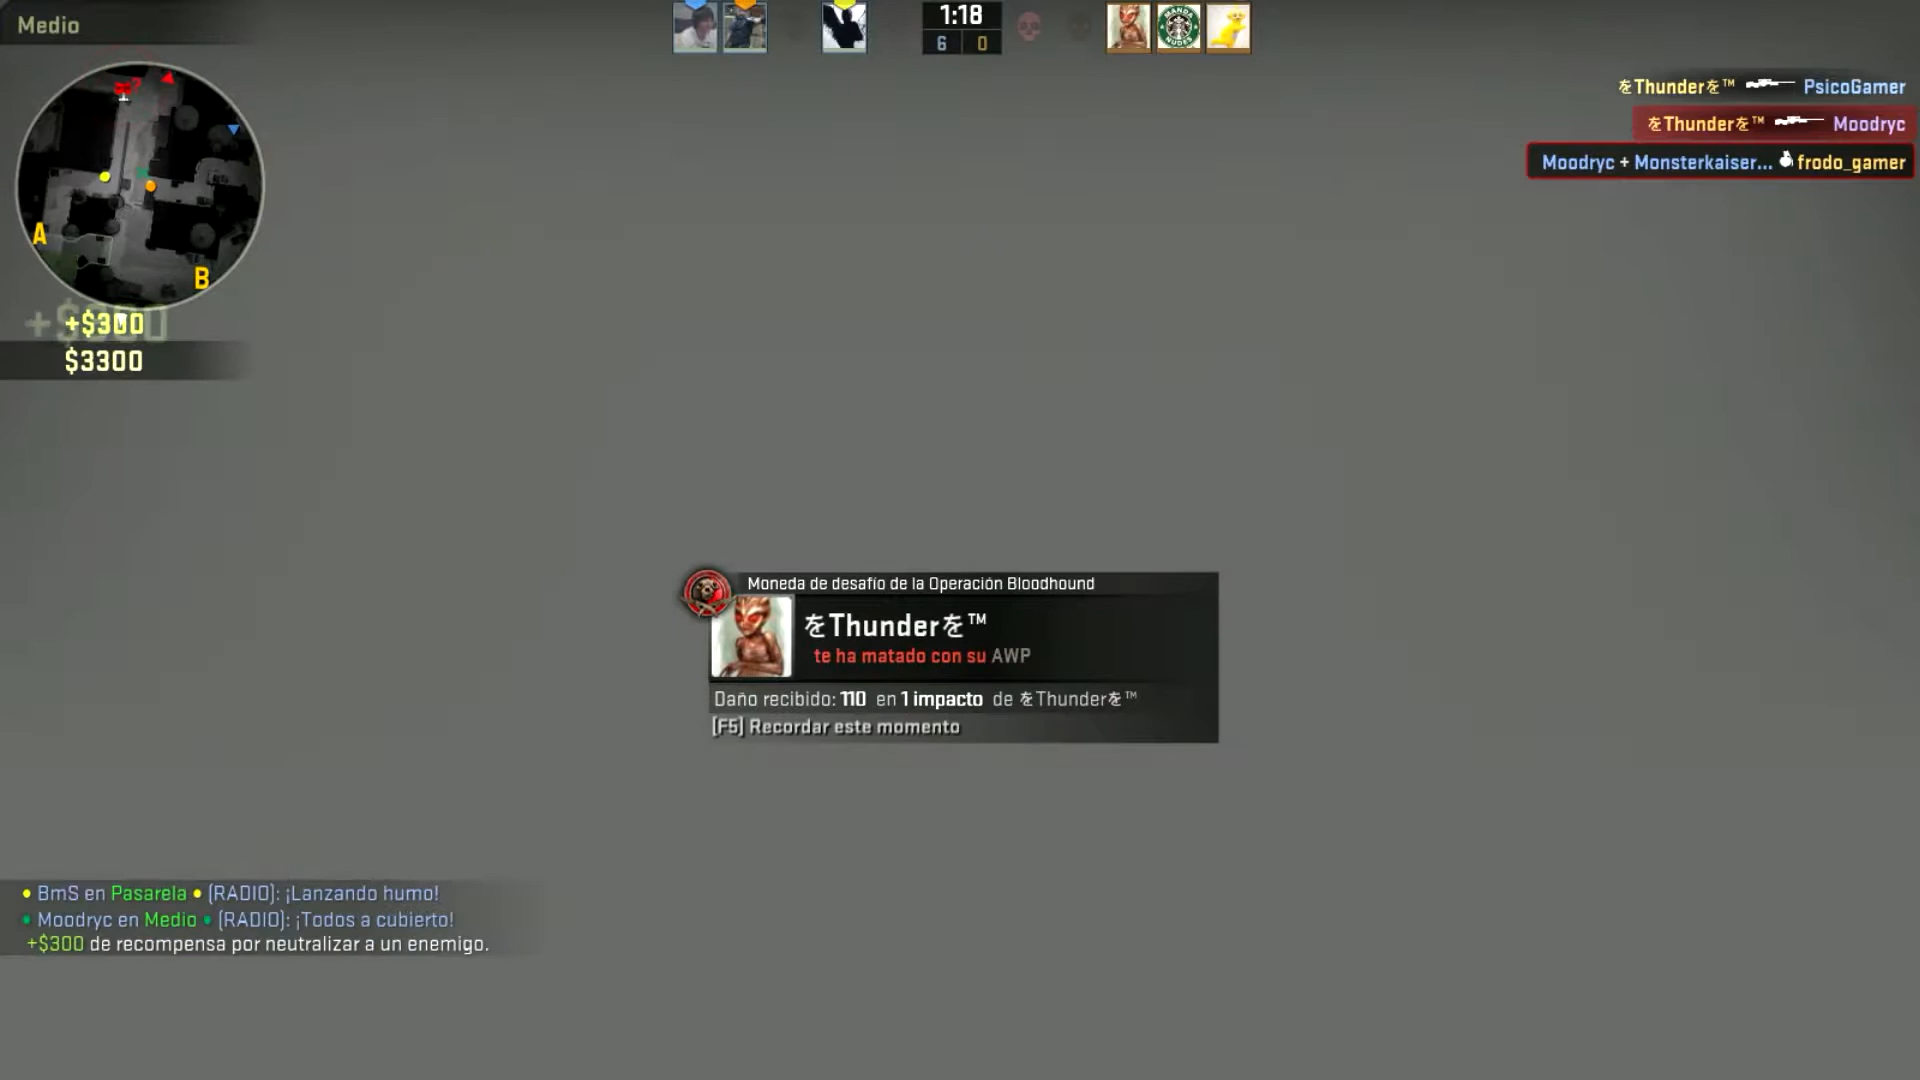 Medio
1:18
6 0
MANDA NUDES
をThunderを™ PsicoGamer
をThunderを™ Moodryc
Moodryc + Monsterkaiser... frodo_gamer
A
B
+$300
$3300
Moneda de desafío de la Operación Bloodhound
をThunderを™
te ha matado con su AWP
Daño recibido: 110 en 1 impacto de をThunderを™
[F5] Recordar este momento
• BmS en Pasarela • (RADIO): ¡Lanzando humo!
• Moodryc en Medio • (RADIO): ¡Todos a cubierto!
+$300 de recompensa por neutralizar a un enemigo.